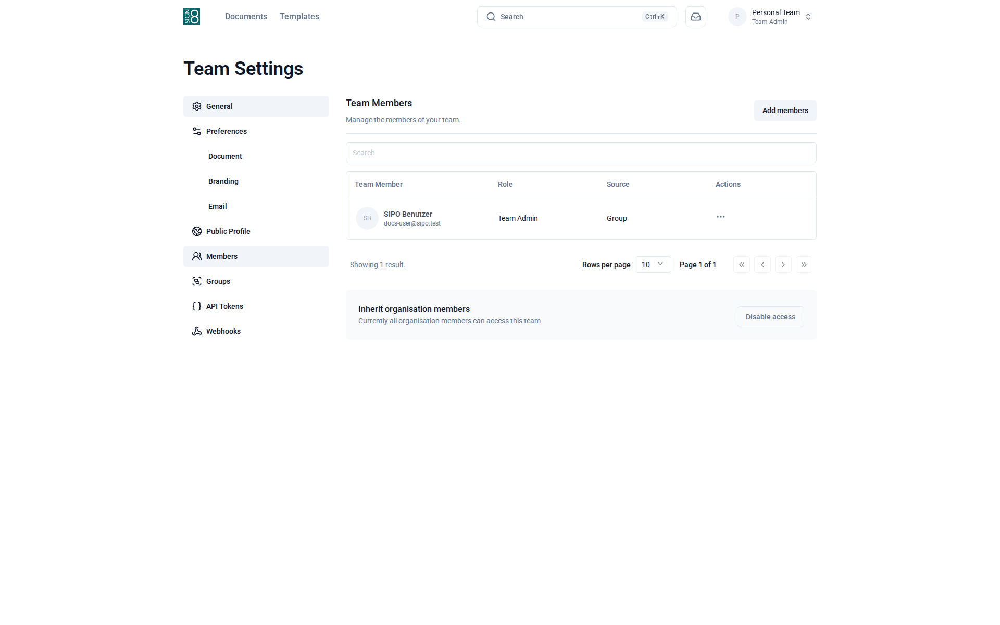 SIGN 8
Documents Templates
Search Ctrl+K
P
Personal Team
Team Admin
Team Settings
General
Preferences
Document
Branding
Email
Public Profile
Members
Groups
API Tokens
Webhooks
Team Members
Manage the members of your team.
Add members
Search
Team Member Role Source Actions
SB
SIPO Benutzer
docs-user@sipo.test
Team Admin Group
Showing 1 result.
Rows per page 10 Page 1 of 1
Inherit organisation members
Currently all organisation members can access this team
Disable access